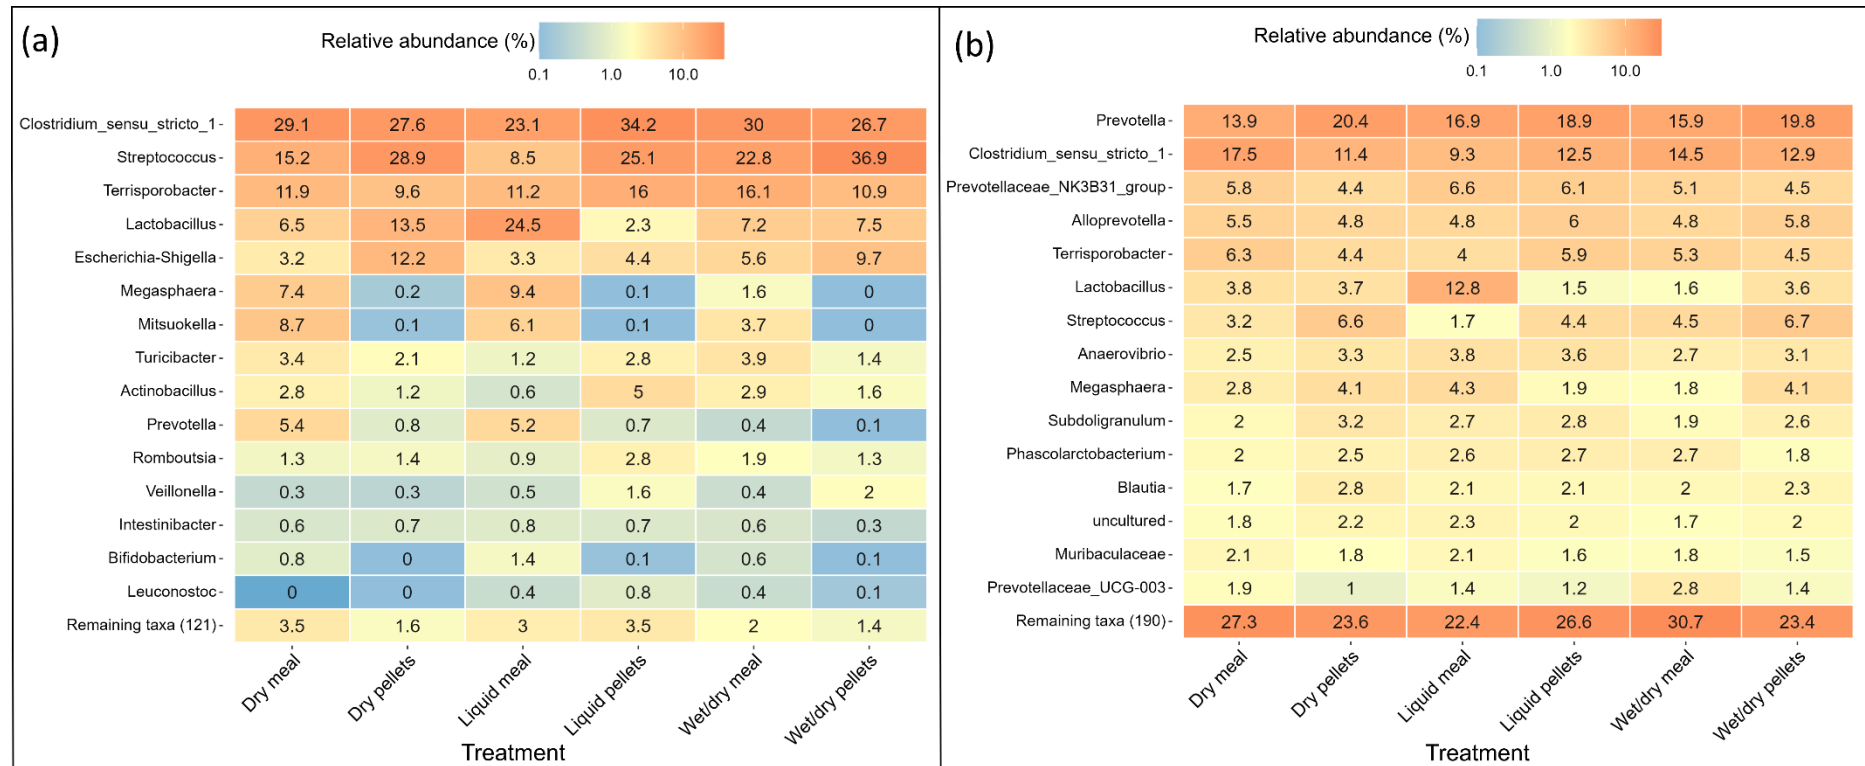 (a)
Relative abundance (%)
0.1 1.0 10.0
Clostridium_sensu_stricto_1- 29.1 27.6 23.1 34.2 30 26.7
Streptococcus- 15.2 28.9 8.5 25.1 22.8 36.9
Terrisporobacter- 11.9 9.6 11.2 16 16.1 10.9
Lactobacillus- 6.5 13.5 24.5 2.3 7.2 7.5
Escherichia-Shigella- 3.2 12.2 3.3 4.4 5.6 9.7
Megasphaera- 7.4 0.2 9.4 0.1 1.6 0
Mitsuokella- 8.7 0.1 6.1 0.1 3.7 0
Turicibacter- 3.4 2.1 1.2 2.8 3.9 1.4
Actinobacillus- 2.8 1.2 0.6 5 2.9 1.6
Prevotella- 5.4 0.8 5.2 0.7 0.4 0.1
Romboutsia- 1.3 1.4 0.9 2.8 1.9 1.3
Veillonella- 0.3 0.3 0.5 1.6 0.4 2
Intestinibacter- 0.6 0.7 0.8 0.7 0.6 0.3
Bifidobacterium- 0.8 0 1.4 0.1 0.6 0.1
Leuconostoc- 0 0 0.4 0.8 0.4 0.1
Remaining taxa (121)- 3.5 1.6 3 3.5 2 1.4
Dry meal
Dry pellets
Liquid meal
Liquid pellets
Wet/dry meal
Wet/dry pellets
Treatment
(b)
Relative abundance (%)
0.1 1.0 10.0
Prevotella- 13.9 20.4 16.9 18.9 15.9 19.8
Clostridium_sensu_stricto_1- 17.5 11.4 9.3 12.5 14.5 12.9
Prevotellaceae_NK3B31_group- 5.8 4.4 6.6 6.1 5.1 4.5
Alloprevotella- 5.5 4.8 4.8 6 4.8 5.8
Terrisporobacter- 6.3 4.4 4 5.9 5.3 4.5
Lactobacillus- 3.8 3.7 12.8 1.5 1.6 3.6
Streptococcus- 3.2 6.6 1.7 4.4 4.5 6.7
Anaerovibrio- 2.5 3.3 3.8 3.6 2.7 3.1
Megasphaera- 2.8 4.1 4.3 1.9 1.8 4.1
Subdoligranulum- 2 3.2 2.7 2.8 1.9 2.6
Phascolarctobacterium- 2 2.5 2.6 2.7 2.7 1.8
Blautia- 1.7 2.8 2.1 2.1 2 2.3
uncultured- 1.8 2.2 2.3 2 1.7 2
Muribaculaceae- 2.1 1.8 2.1 1.6 1.8 1.5
Prevotellaceae_UCG-003- 1.9 1 1.4 1.2 2.8 1.4
Remaining taxa (190)- 27.3 23.6 22.4 26.6 30.7 23.4
Dry meal
Dry pellets
Liquid meal
Liquid pellets
Wet/dry meal
Wet/dry pellets
Treatment